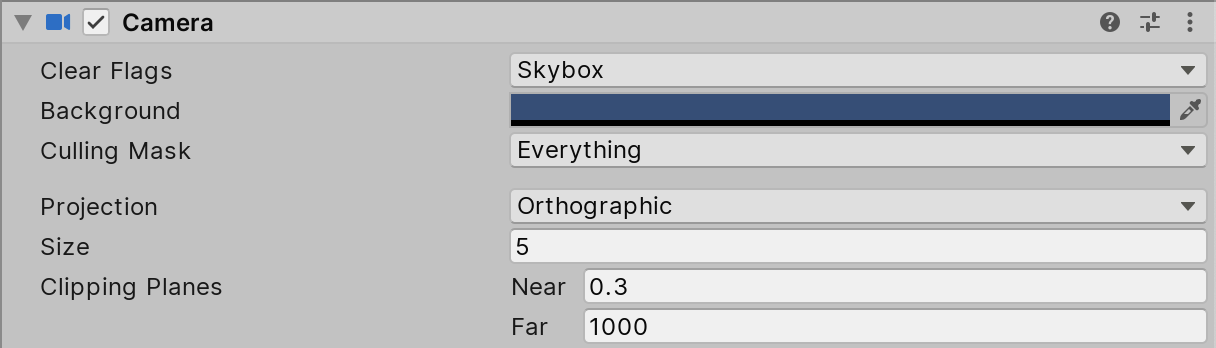 Camera
Clear Flags Skybox
Background
Culling Mask Everything
Projection Orthographic
Size 5
Clipping Planes Near 0.3
Far 1000